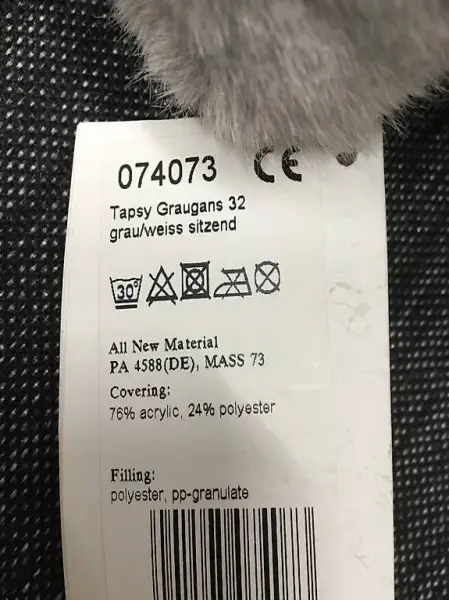 074073 CE
Tapsy Graugans 32
grau/weiss sitzend
30°
All New Material
PA 4588(DE), MASS 73
Covering:
76% acrylic, 24% polyester
Filling:
polyester, pp-granulate